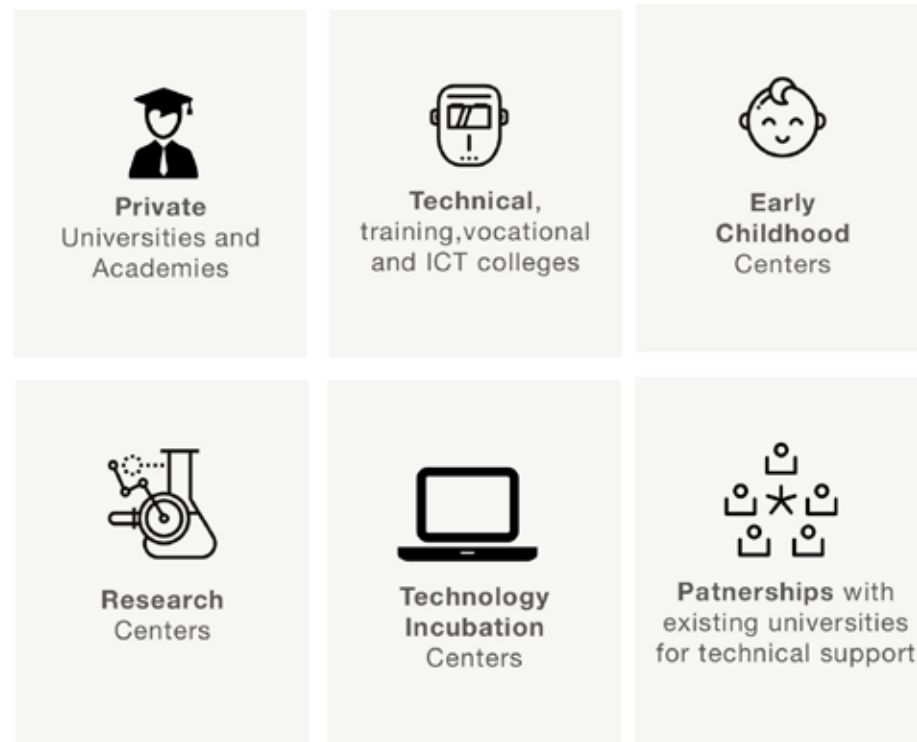 Private
Universities and
Academies
Technical,
training,vocational
and ICT colleges
Early
Childhood
Centers
Research
Centers
Technology
Incubation
Centers
Patnerships with
existing universities
for technical support